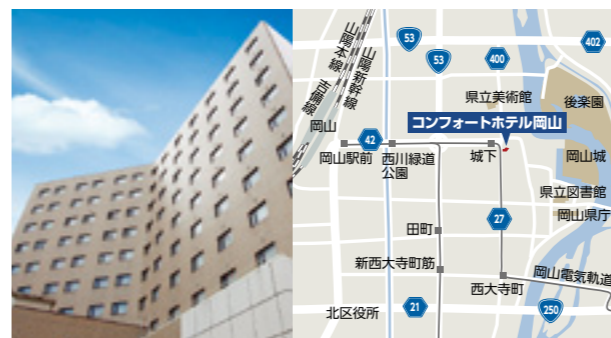 53
402
53
400
山陽本線
山陽新幹線
吉備線
県立美術館
後楽園
コンフォートホテル岡山
岡山
42
岡山駅前
西川緑道
公園
城下
岡山城
県立図書館
岡山県庁
27
田町
新西大寺町筋
岡山電気軌道
西大寺町
北区役所
21
250